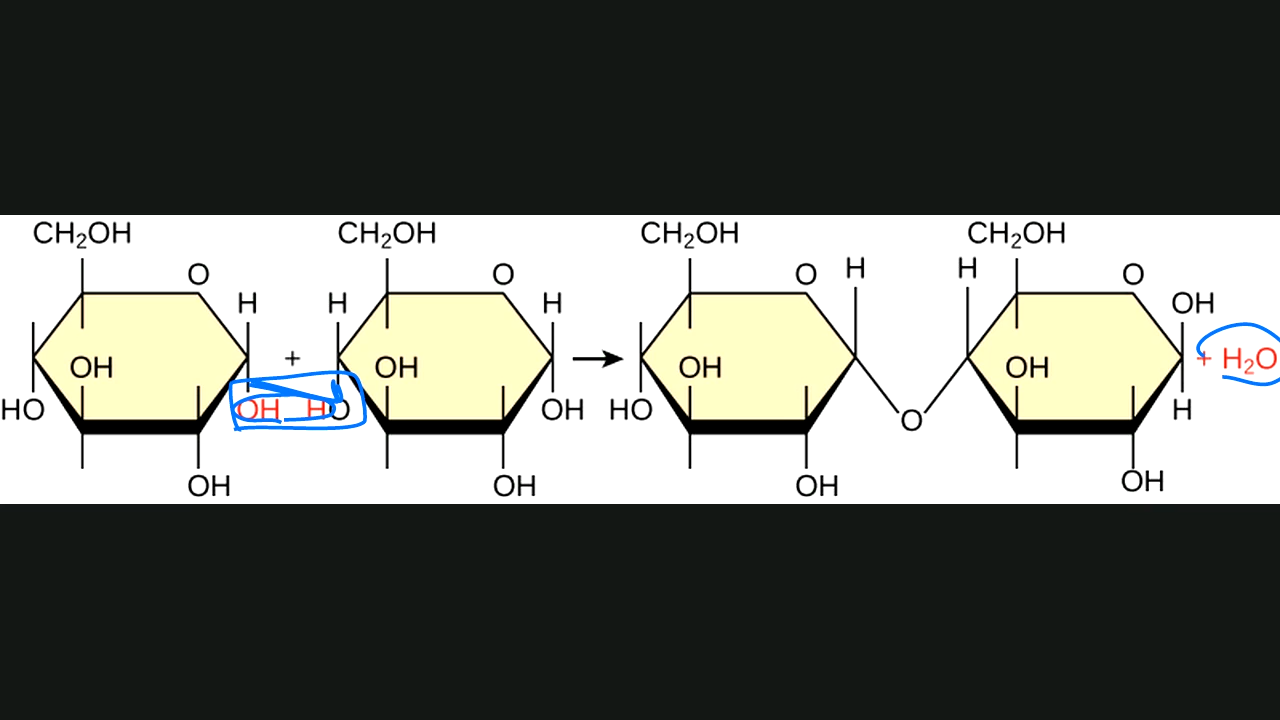 CH₂OH CH₂OH CH₂OH CH₂OH
O O O H H O
H H H OH
OH + OH OH OH + H₂O
HO OH HO OH HO O H
OH OH OH OH